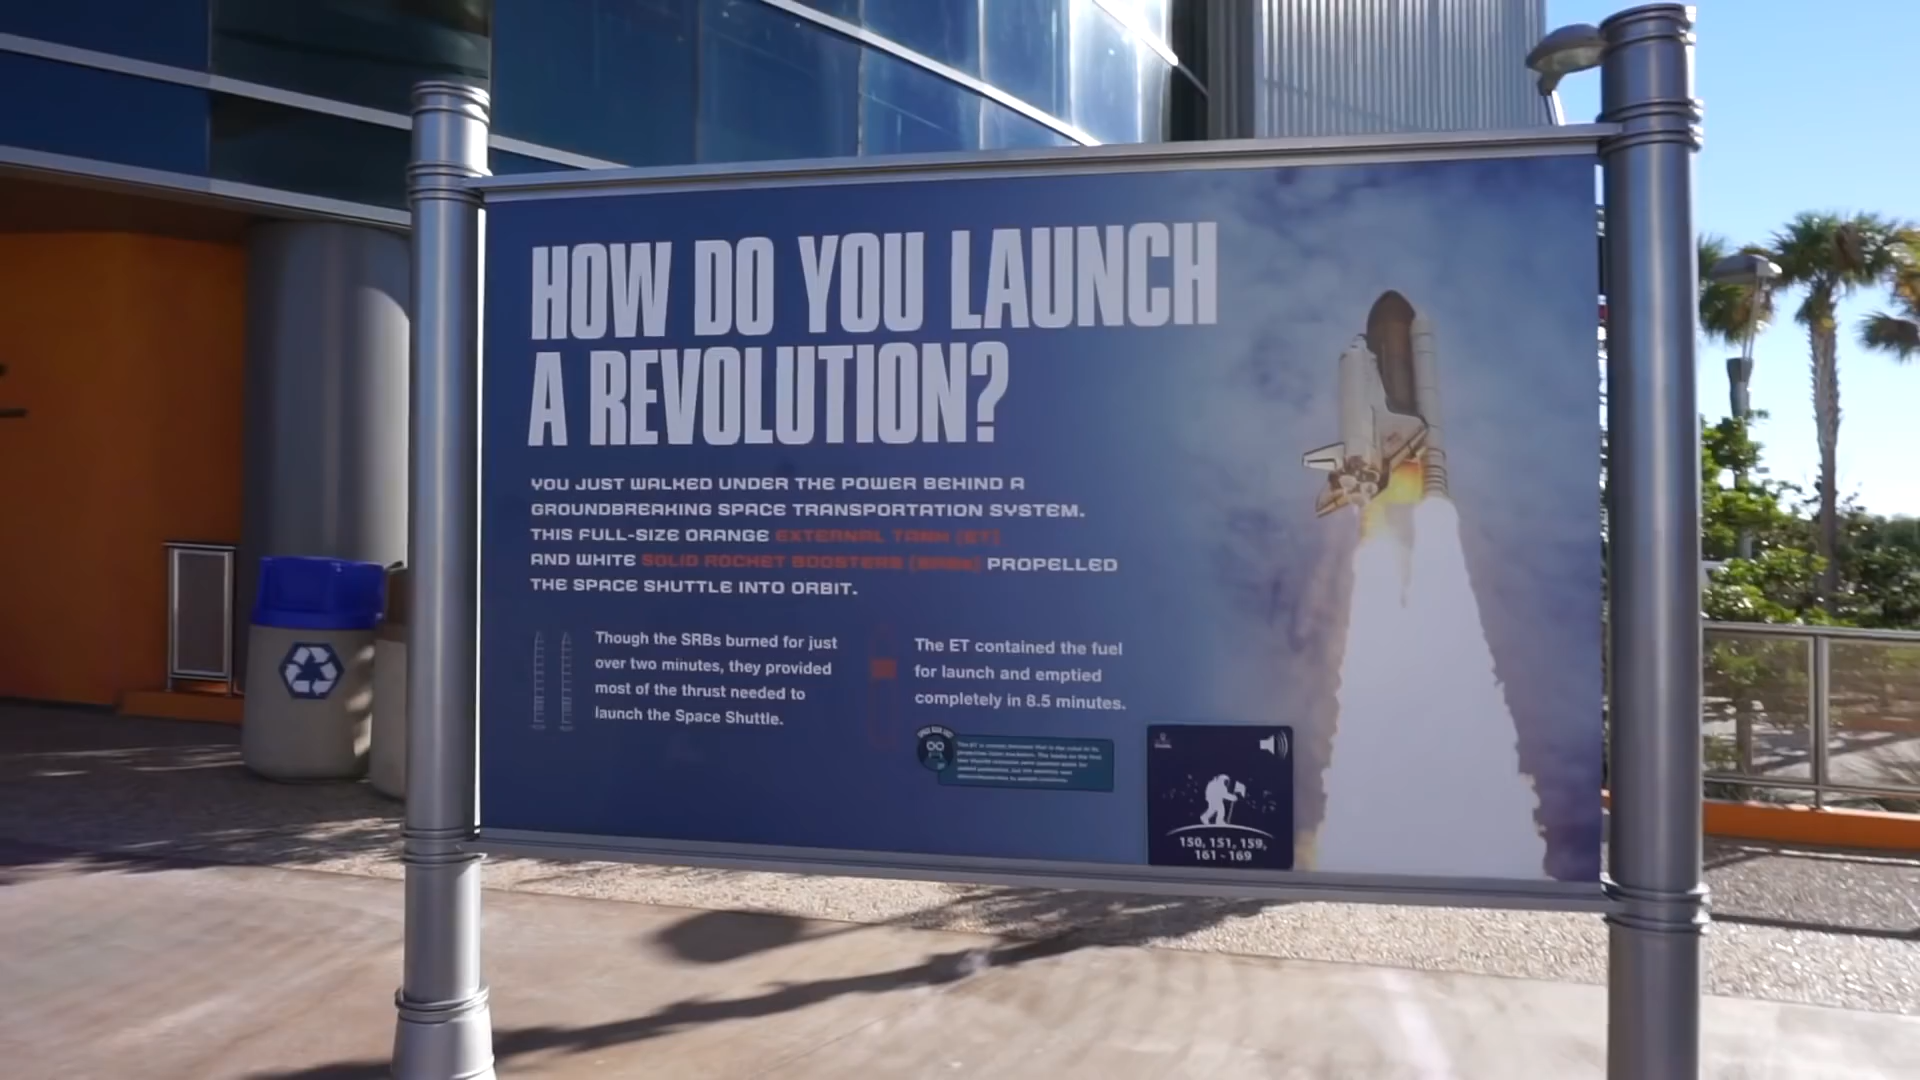 HOW DO YOU LAUNCH
A REVOLUTION?
YOU JUST WALKED UNDER THE POWER BEHIND A
GROUNDBREAKING SPACE TRANSPORTATION SYSTEM.
THIS FULL-SIZE ORANGE EXTERNAL TANK (ET)
AND WHITE SOLID ROCKET BOOSTERS (SRBs) PROPELLED
THE SPACE SHUTTLE INTO ORBIT.
Though the SRBs burned for just
over two minutes, they provided
most of the thrust needed to
launch the Space Shuttle.
The ET contained the fuel
for launch and emptied
completely in 8.5 minutes.
150, 151, 159,
161 - 169